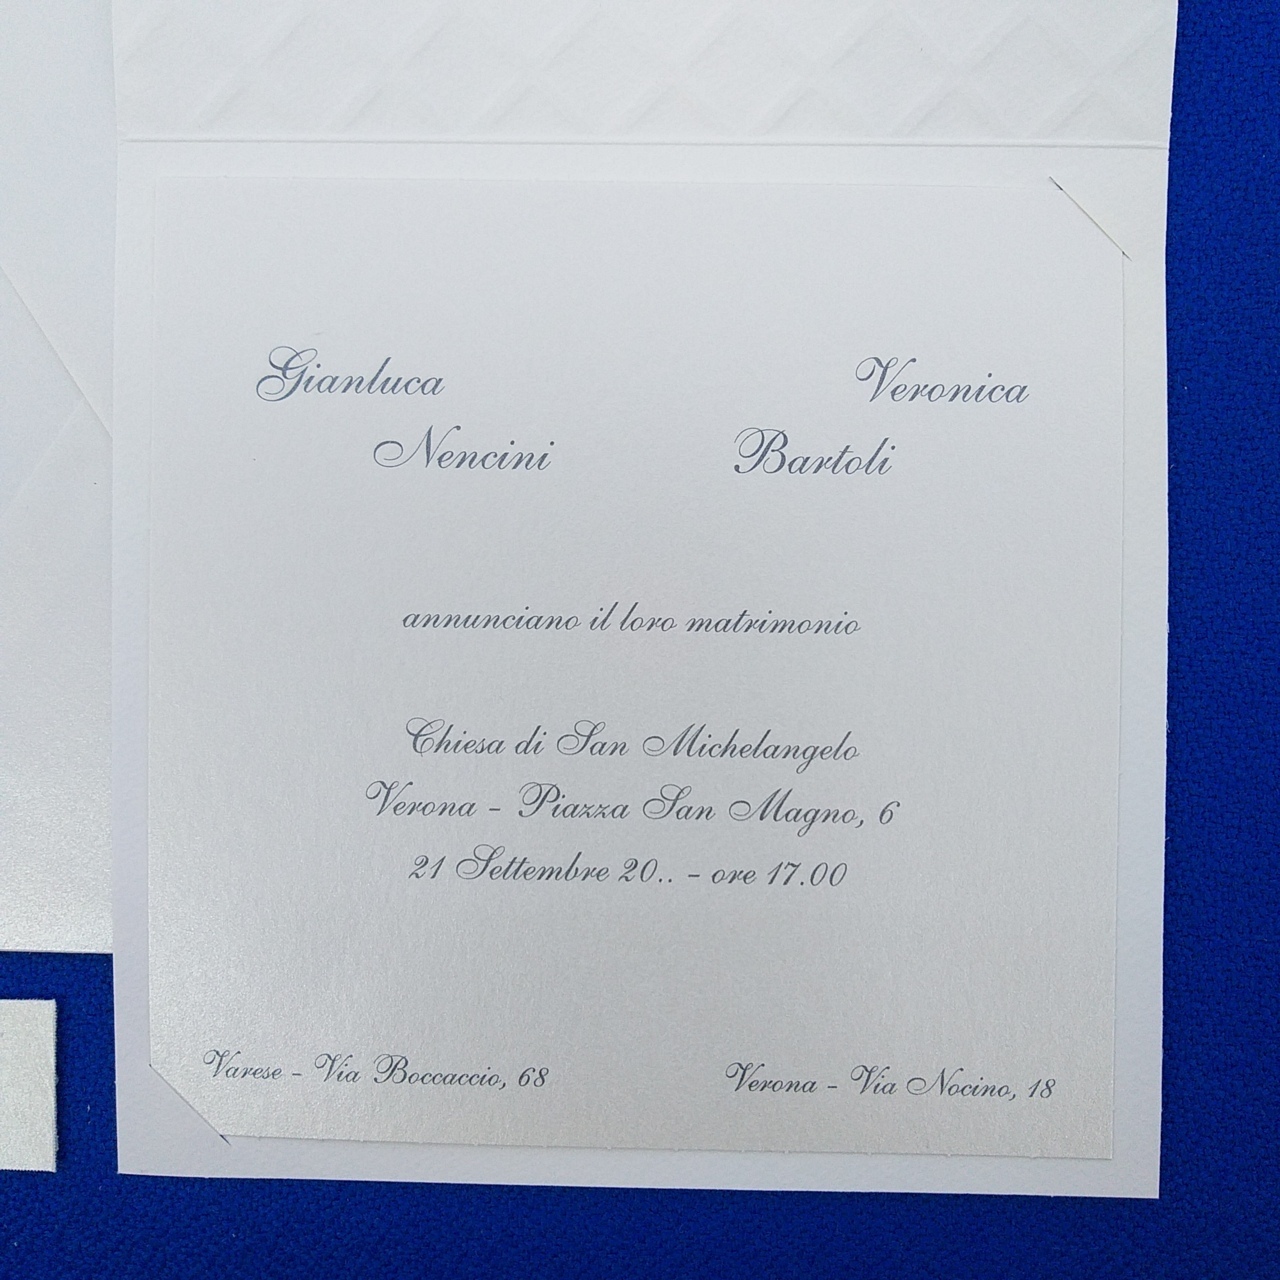 Gianluca Veronica
Nencini Bartoli
annunciano il loro matrimonio
Chiesa di San Michelangelo
Verona - Piazza San Magno, 6
21 Settembre 20.. - ore 17.00
Varese - Via Boccaccio, 68 Verona - Via Nocino, 18